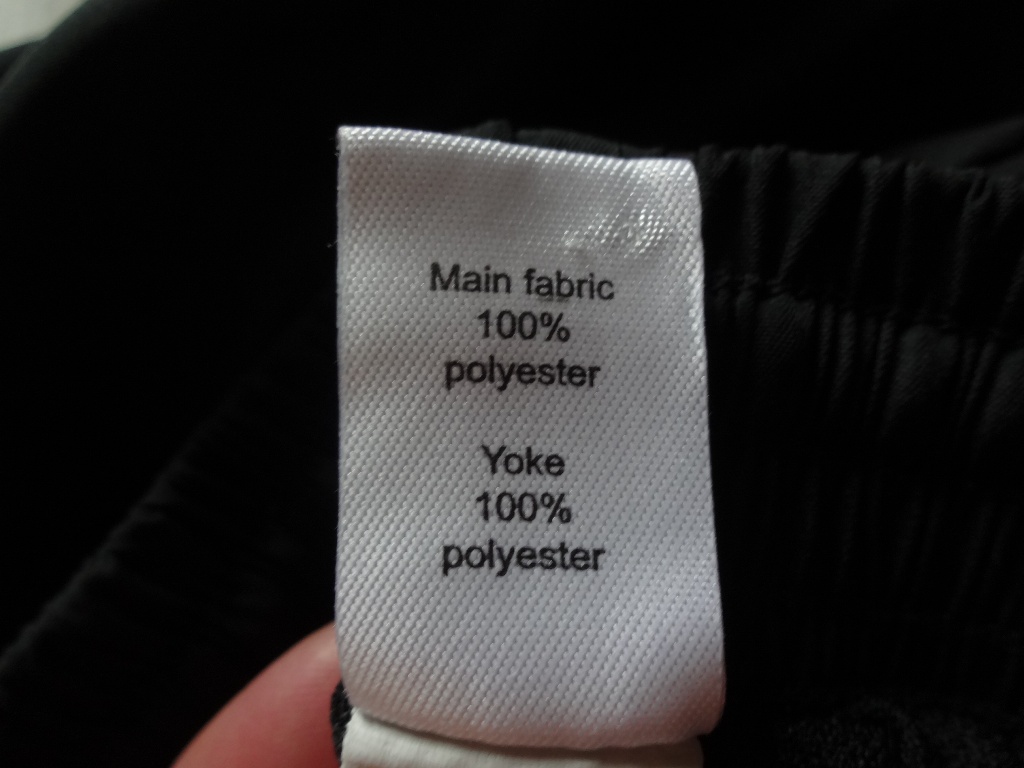 Main fabric
100%
polyester
Yoke
100%
polyester